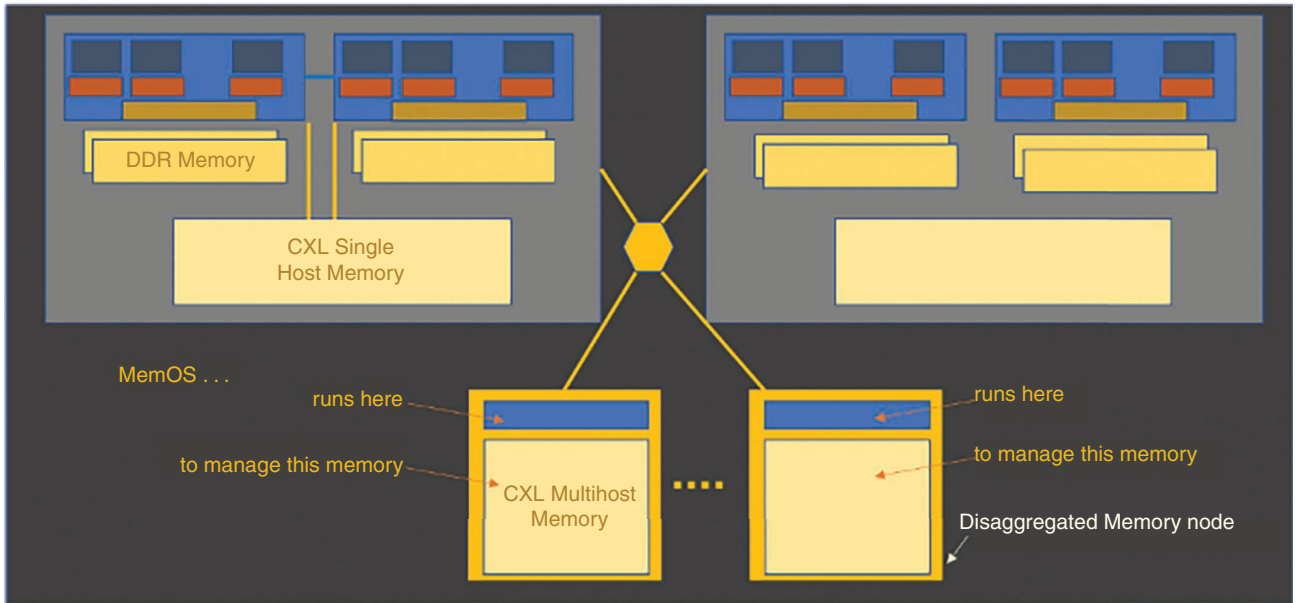 DDR Memory
CXL Single
Host Memory
MemOS . . .
runs here
runs here
to manage this memory
to manage this memory
CXL Multihost
Memory
Disaggregated Memory node